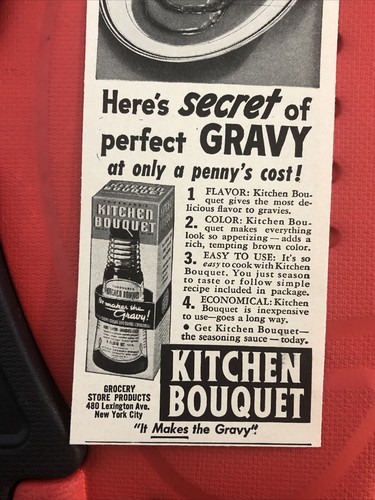 Here's secret of
perfect GRAVY
at only a penny's cost!
1 FLAVOR: Kitchen Bou-
quet gives the most de-
licious flavor to gravies.
2. COLOR: Kitchen Bou-
quet makes everything
look so appetizing—adds a
rich, tempting brown color.
3. EASY TO USE: It's so
easy to cook with Kitchen
Bouquet. You just season
to taste or follow simple
recipe included in package.
4. ECONOMICAL: Kitchen
Bouquet is inexpensive
to use—goes a long way.
• Get Kitchen Bouquet—
the seasoning sauce—today.
KITCHEN
BOUQUET
KITCHEN BOUQUET
It makes the
Gravy!
GROCERY
STORE PRODUCTS
480 Lexington Ave.
New York City
KITCHEN
BOUQUET
"It Makes the Gravy".